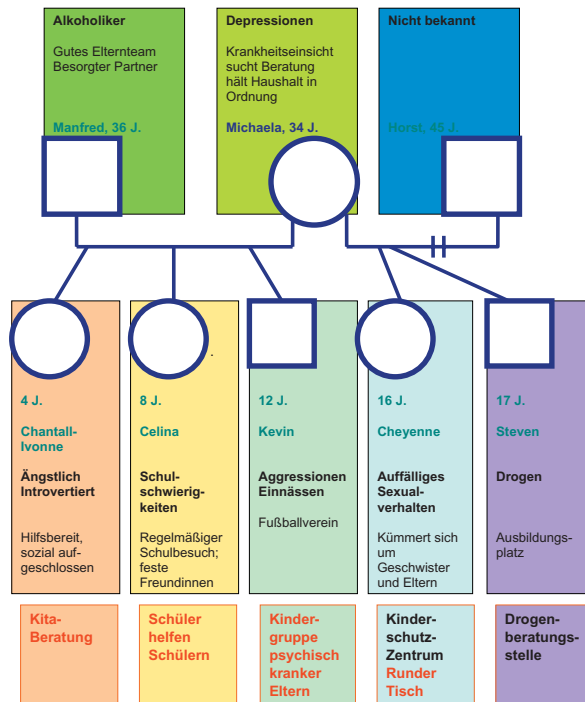 Alkoholiker
Gutes Elternteam
Besorgter Partner
Manfred, 36 J.
Depressionen
Krankheitseinsicht
sucht Beratung
hält Haushalt in
Ordnung
Michaela, 34 J.
Nicht bekannt
Horst, 45 J.
4 J.
Chantall-
Ivonne
Ängstlich
Introvertiert
Hilfsbereit,
sozial auf-
geschlossen
8 J.
Celina
Schul-
schwierig-
keiten
Regelmäßiger
Schulbesuch;
feste
Freundinnen
12 J.
Kevin
Aggressionen
Einnässen
Fußballverein
16 J.
Cheyenne
Auffälliges
Sexual-
verhalten
Kümmert sich
um
Geschwister
und Eltern
17 J.
Steven
Drogen
Ausbildungs-
platz
Kita-
Beratung
Schüler
helfen
Schülern
Kinder-
gruppe
psychisch
kranker
Eltern
Kinder-
schutz-
Zentrum
Runder
Tisch
Drogen-
beratungs-
stelle